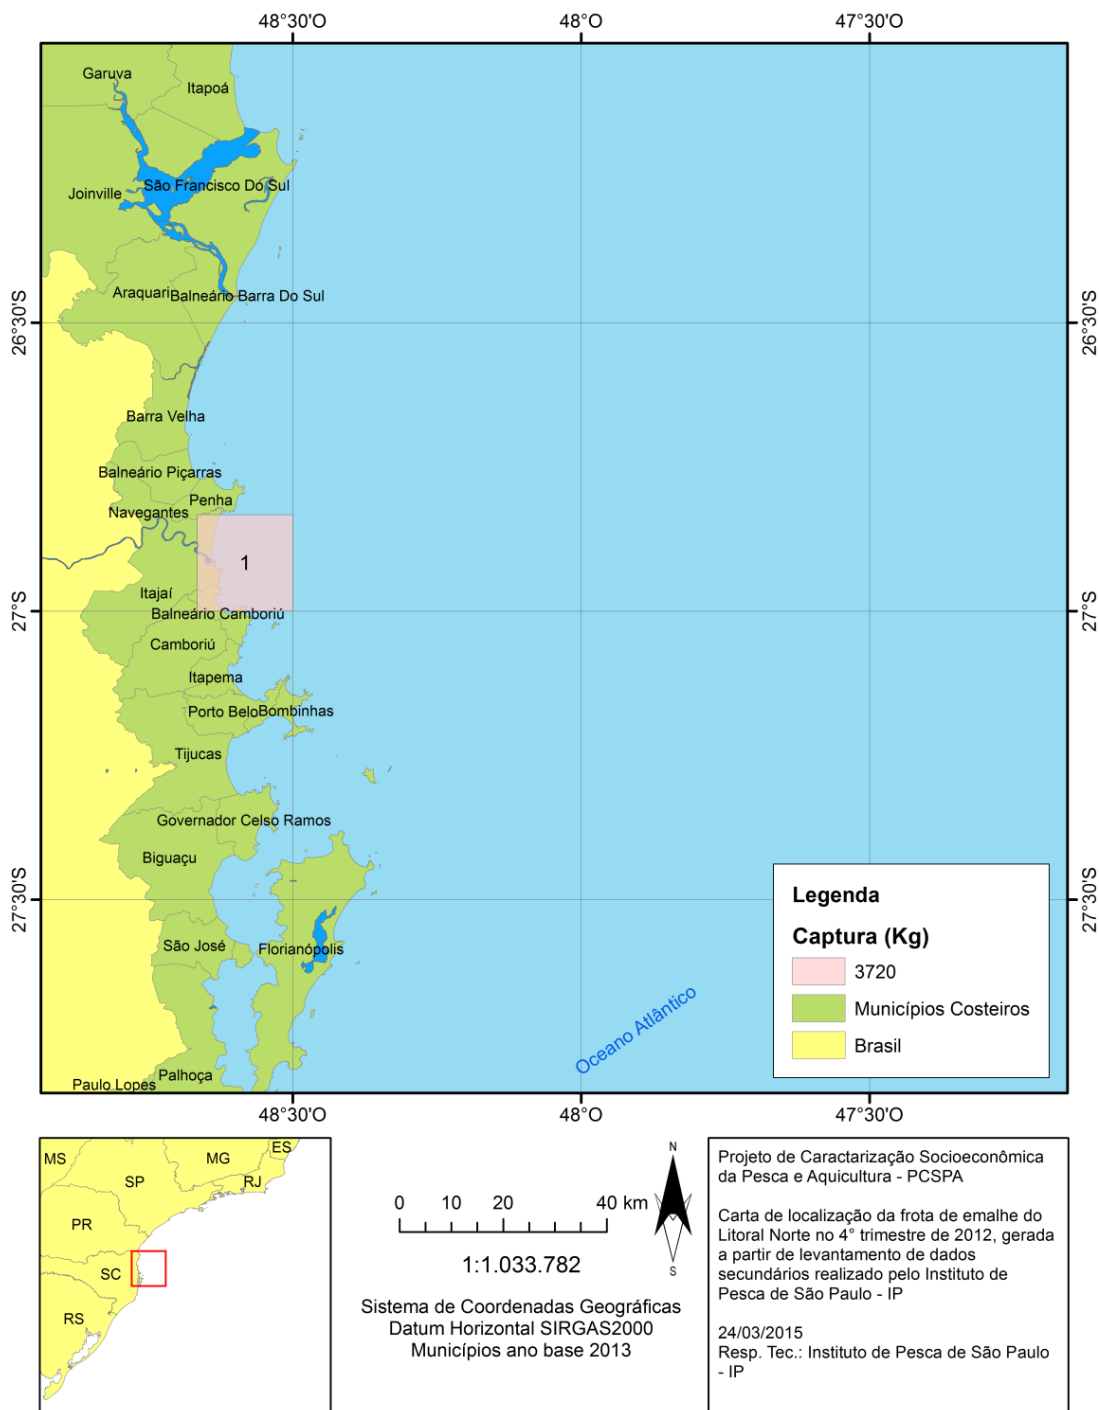 48°30'O
48°O
47°30'O
Garuva
Itapoá
São Francisco Do Sul
Joinville
Araquari
Balneário Barra Do Sul
26°30'S
26°30'S
Barra Velha
Balneário Piçarras
Penha
Navegantes
1
Itajaí
27°S
27°S
Balneário Camboriú
Camboriú
Itapema
Porto Belo
Bombinhas
Tijucas
Governador Celso Ramos
Biguaçu
27°30'S
27°30'S
São José
Florianópolis
Palhoça
Paulo Lopes
Oceano Atlântico
Legenda
Captura (Kg)
3720
Municípios Costeiros
Brasil
48°30'O
48°O
47°30'O
MS
MG
ES
SP
RJ
PR
SC
RS
0 10 20 40 km
1:1.033.782
N
S
Sistema de Coordenadas Geográficas
Datum Horizontal SIRGAS2000
Municípios ano base 2013
Projeto de Caractarização Socioeconômica
da Pesca e Aquicultura - PCSPA
Carta de localização da frota de emalhe do
Litoral Norte no 4° trimestre de 2012, gerada
a partir de levantamento de dados
secundários realizado pelo Instituto de
Pesca de São Paulo - IP
24/03/2015
Resp. Tec.: Instituto de Pesca de São Paulo
- IP